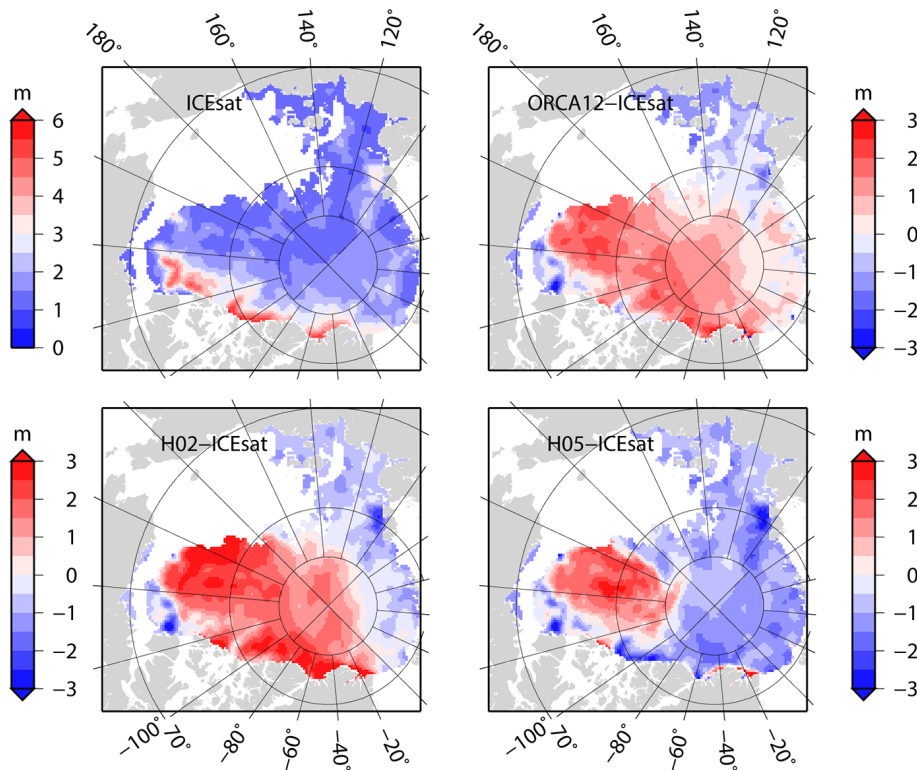 180° 160° 140° 120°
m m
ICEsat ORCA12−ICEsat
6 3
5 2
4 1
3 0
2 −1
1 −2
0 −3
m m
H02−ICEsat H05−ICEsat
3 3
2 2
1 1
0 0
−1 −1
−2 −2
−3 −3
180° 160° 140° 120°
−100° 70° −80° −60° −40° −20°
−100° 70° −80° −60° −40° −20°